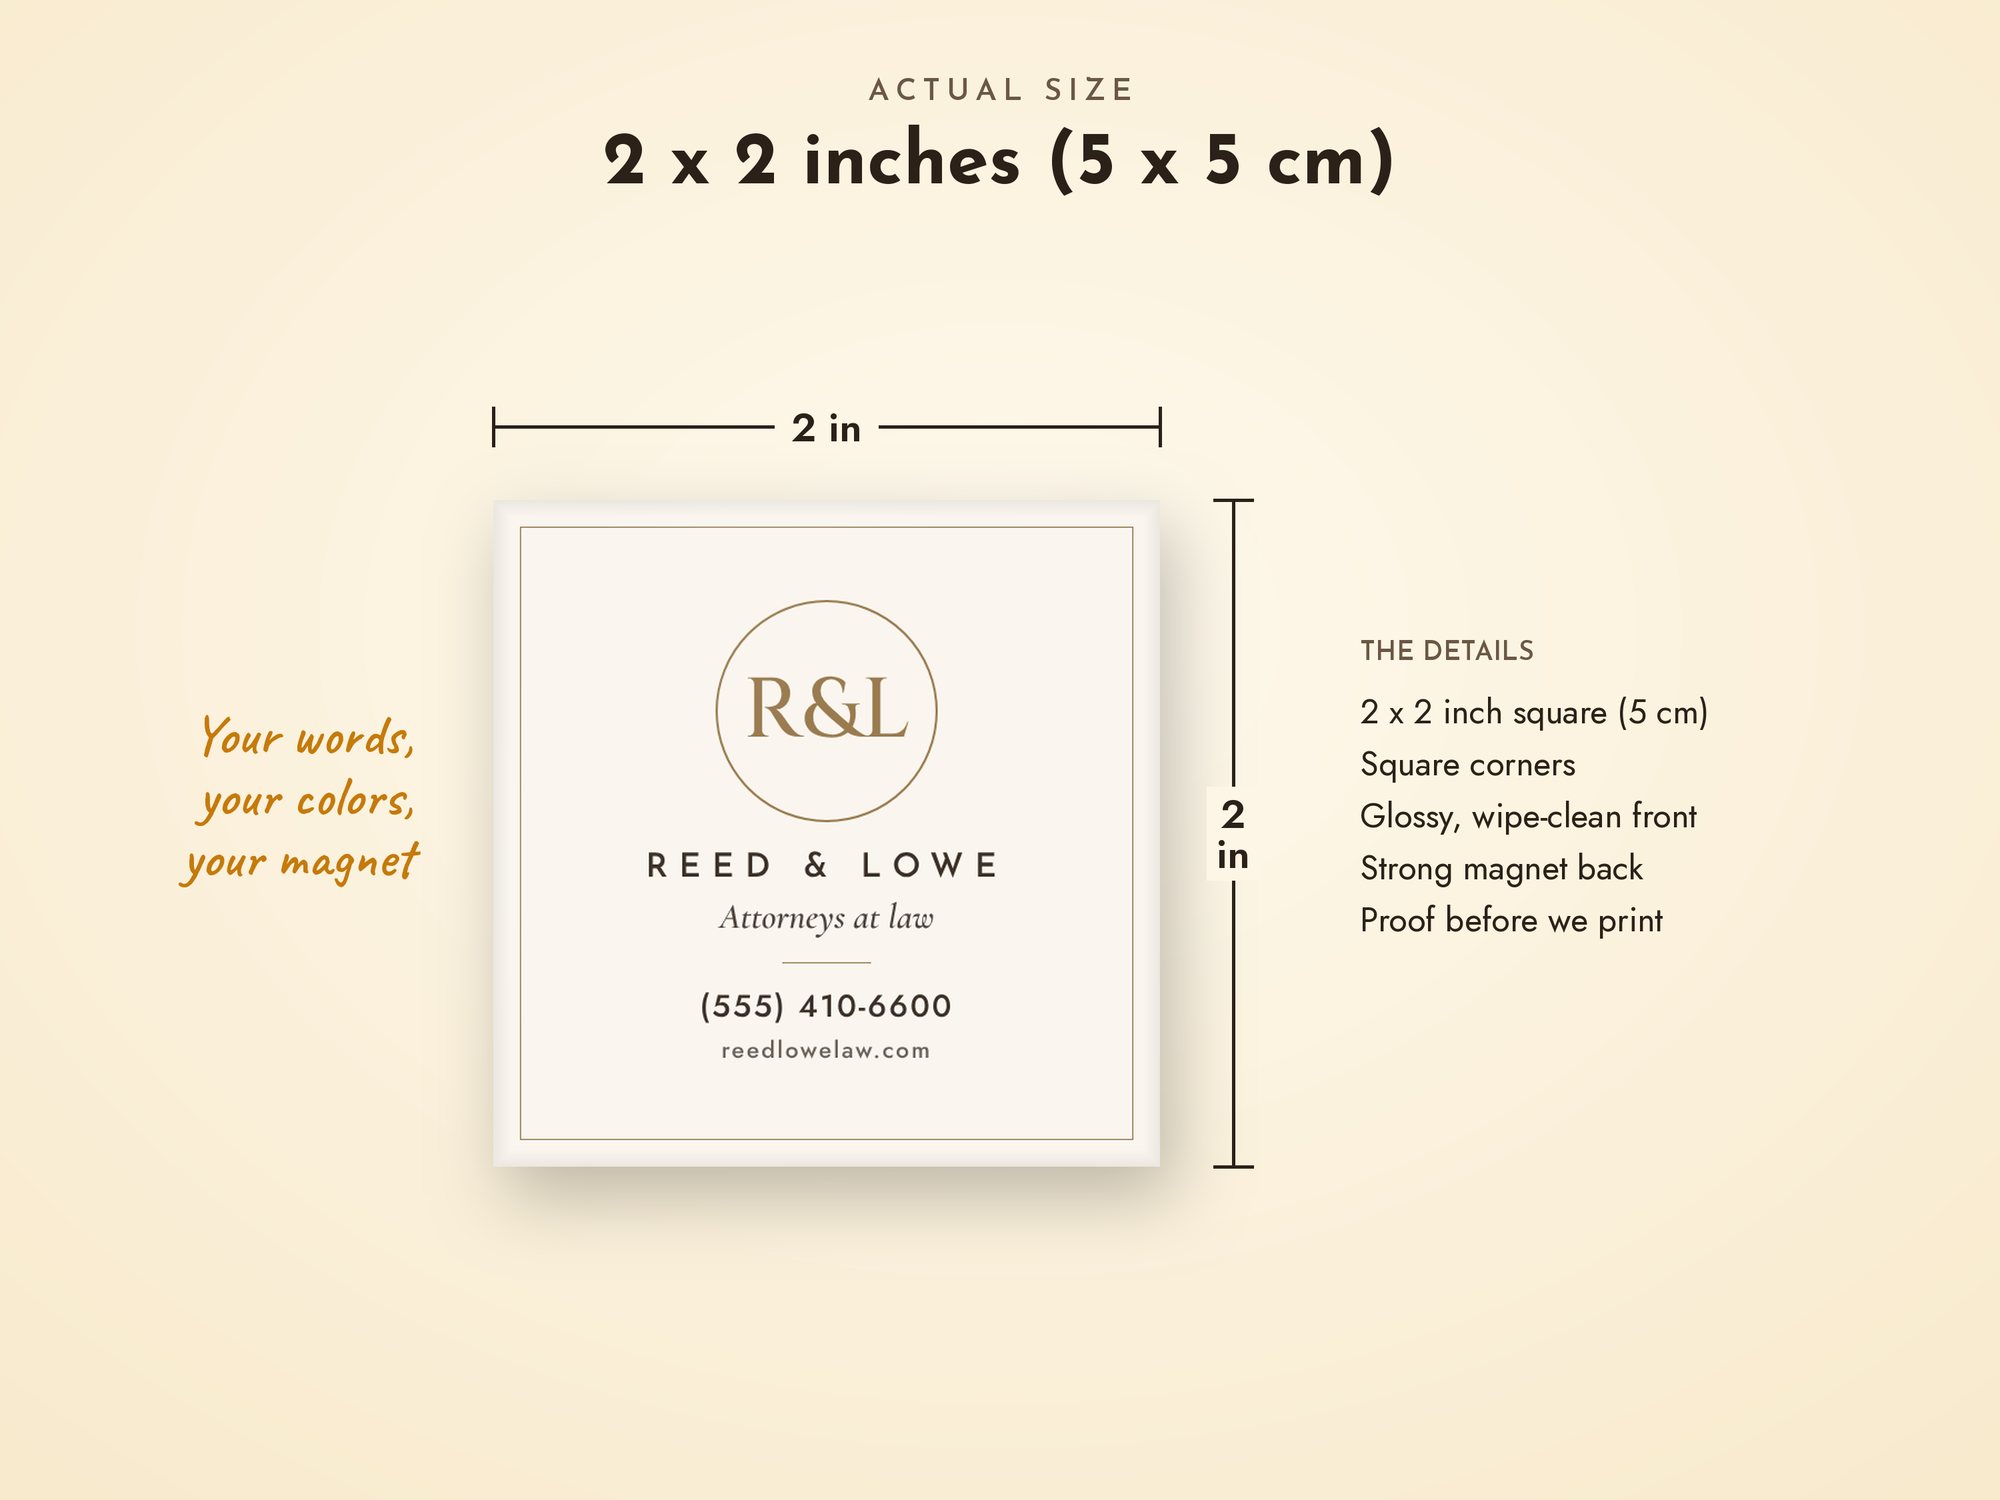 ACTUAL SIZE
2 x 2 inches (5 x 5 cm)
2 in
Your words,
your colors,
your magnet
R&L
REED & LOWE
Attorneys at law
(555) 410-6600
reedlowelaw.com
2
in
THE DETAILS
2 x 2 inch square (5 cm)
Square corners
Glossy, wipe-clean front
Strong magnet back
Proof before we print